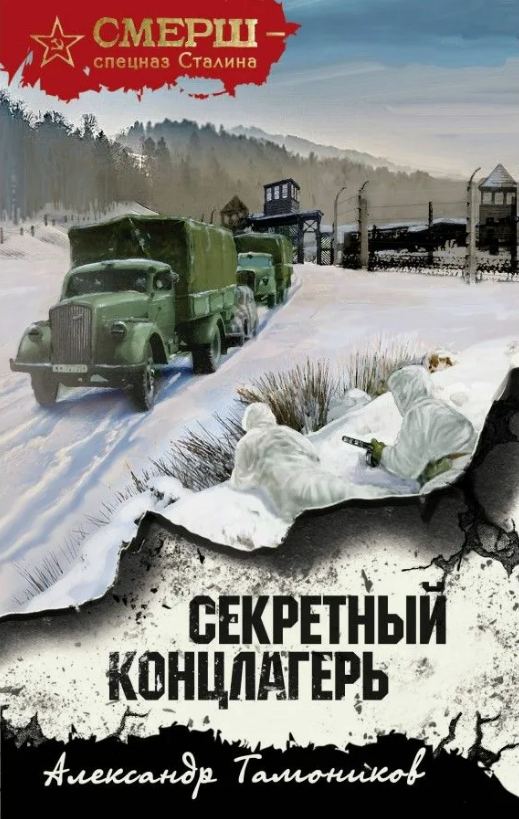 СМЕРШ –
спецназ Сталина
СЕКРЕТНЫЙ
КОНЦЛАГЕРЬ
Александр Тамоников